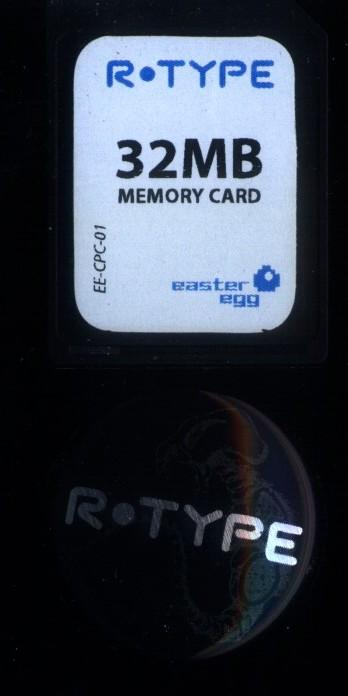 R•TYPE
32MB
MEMORY CARD
EE-CPC-01
easter
egg
R•TYPE